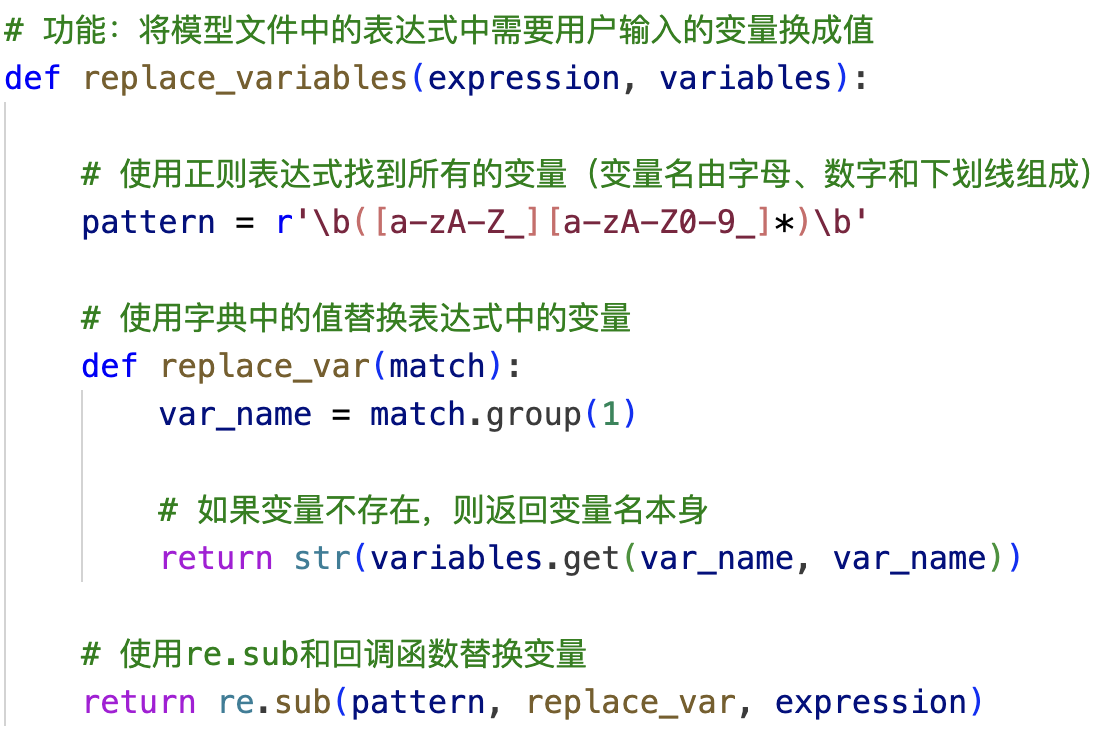 # 功能：将模型文件中的表达式中需要用户输入的变量换成值
def replace_variables(expression, variables):
# 使用正则表达式找到所有的变量（变量名由字母、数字和下划线组成）
pattern = r'\b([a-zA-Z_][a-zA-Z0-9_]*)\b'
# 使用字典中的值替换表达式中的变量
def replace_var(match):
var_name = match.group(1)
# 如果变量不存在，则返回变量名本身
return str(variables.get(var_name, var_name))
# 使用re.sub和回调函数替换变量
return re.sub(pattern, replace_var, expression)